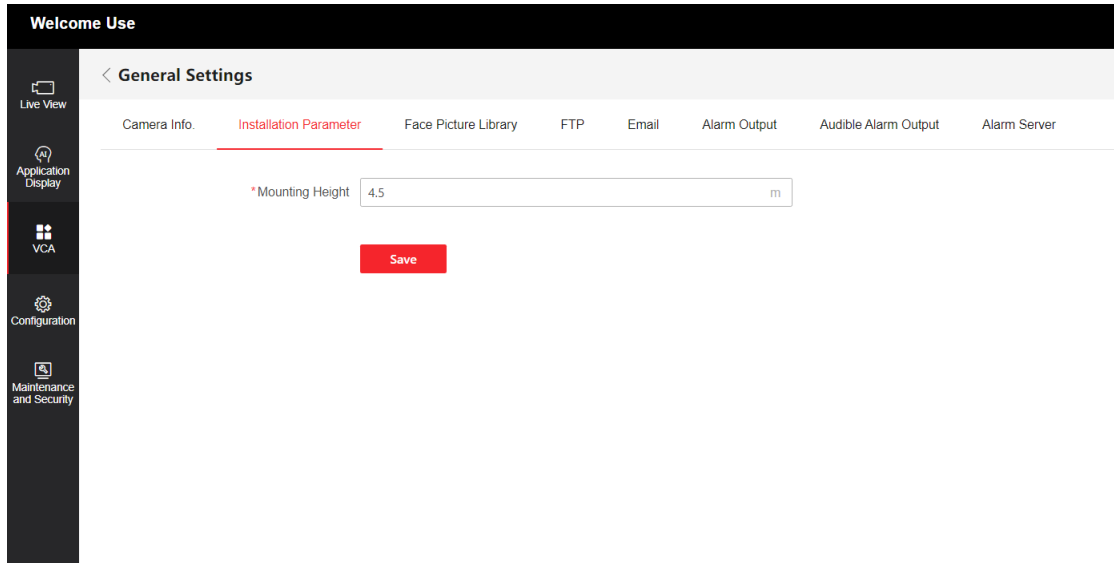 Welcome Use
General Settings
Live View
Camera Info. Installation Parameter Face Picture Library FTP Email Alarm Output Audible Alarm Output Alarm Server
AI
Application
Display
*Mounting Height 4.5 m
VCA
Save
Configuration
Maintenance
and Security